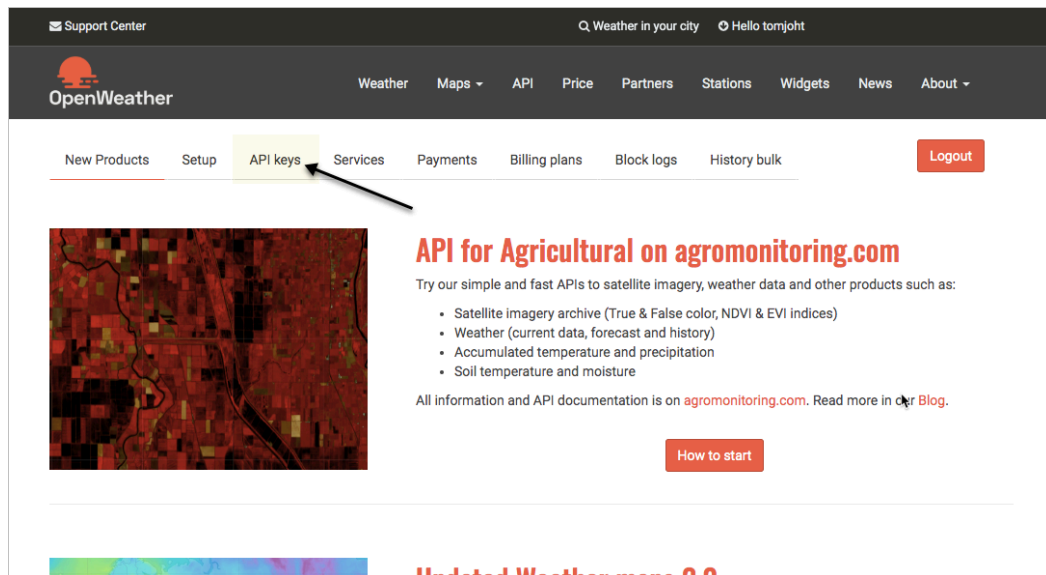 Support Center
Weather in your city
Hello tomjoht
OpenWeather
Weather
Maps
API
Price
Partners
Stations
Widgets
News
About
New Products
Setup
API keys
Services
Payments
Billing plans
Block logs
History bulk
Logout
API for Agricultural on agromonitoring.com
Try our simple and fast APIs to satellite imagery, weather data and other products such as:
• Satellite imagery archive (True & False color, NDVI & EVI indices)
• Weather (current data, forecast and history)
• Accumulated temperature and precipitation
• Soil temperature and moisture
All information and API documentation is on agromonitoring.com. Read more in our Blog.
How to start
Updated Weather maps